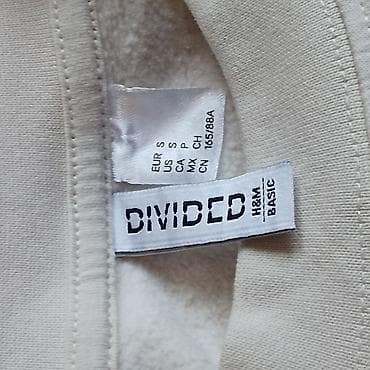 EUR S
US S
CA P
MX CH
CN 165/88A
DIVIDED
H&M
BASIC